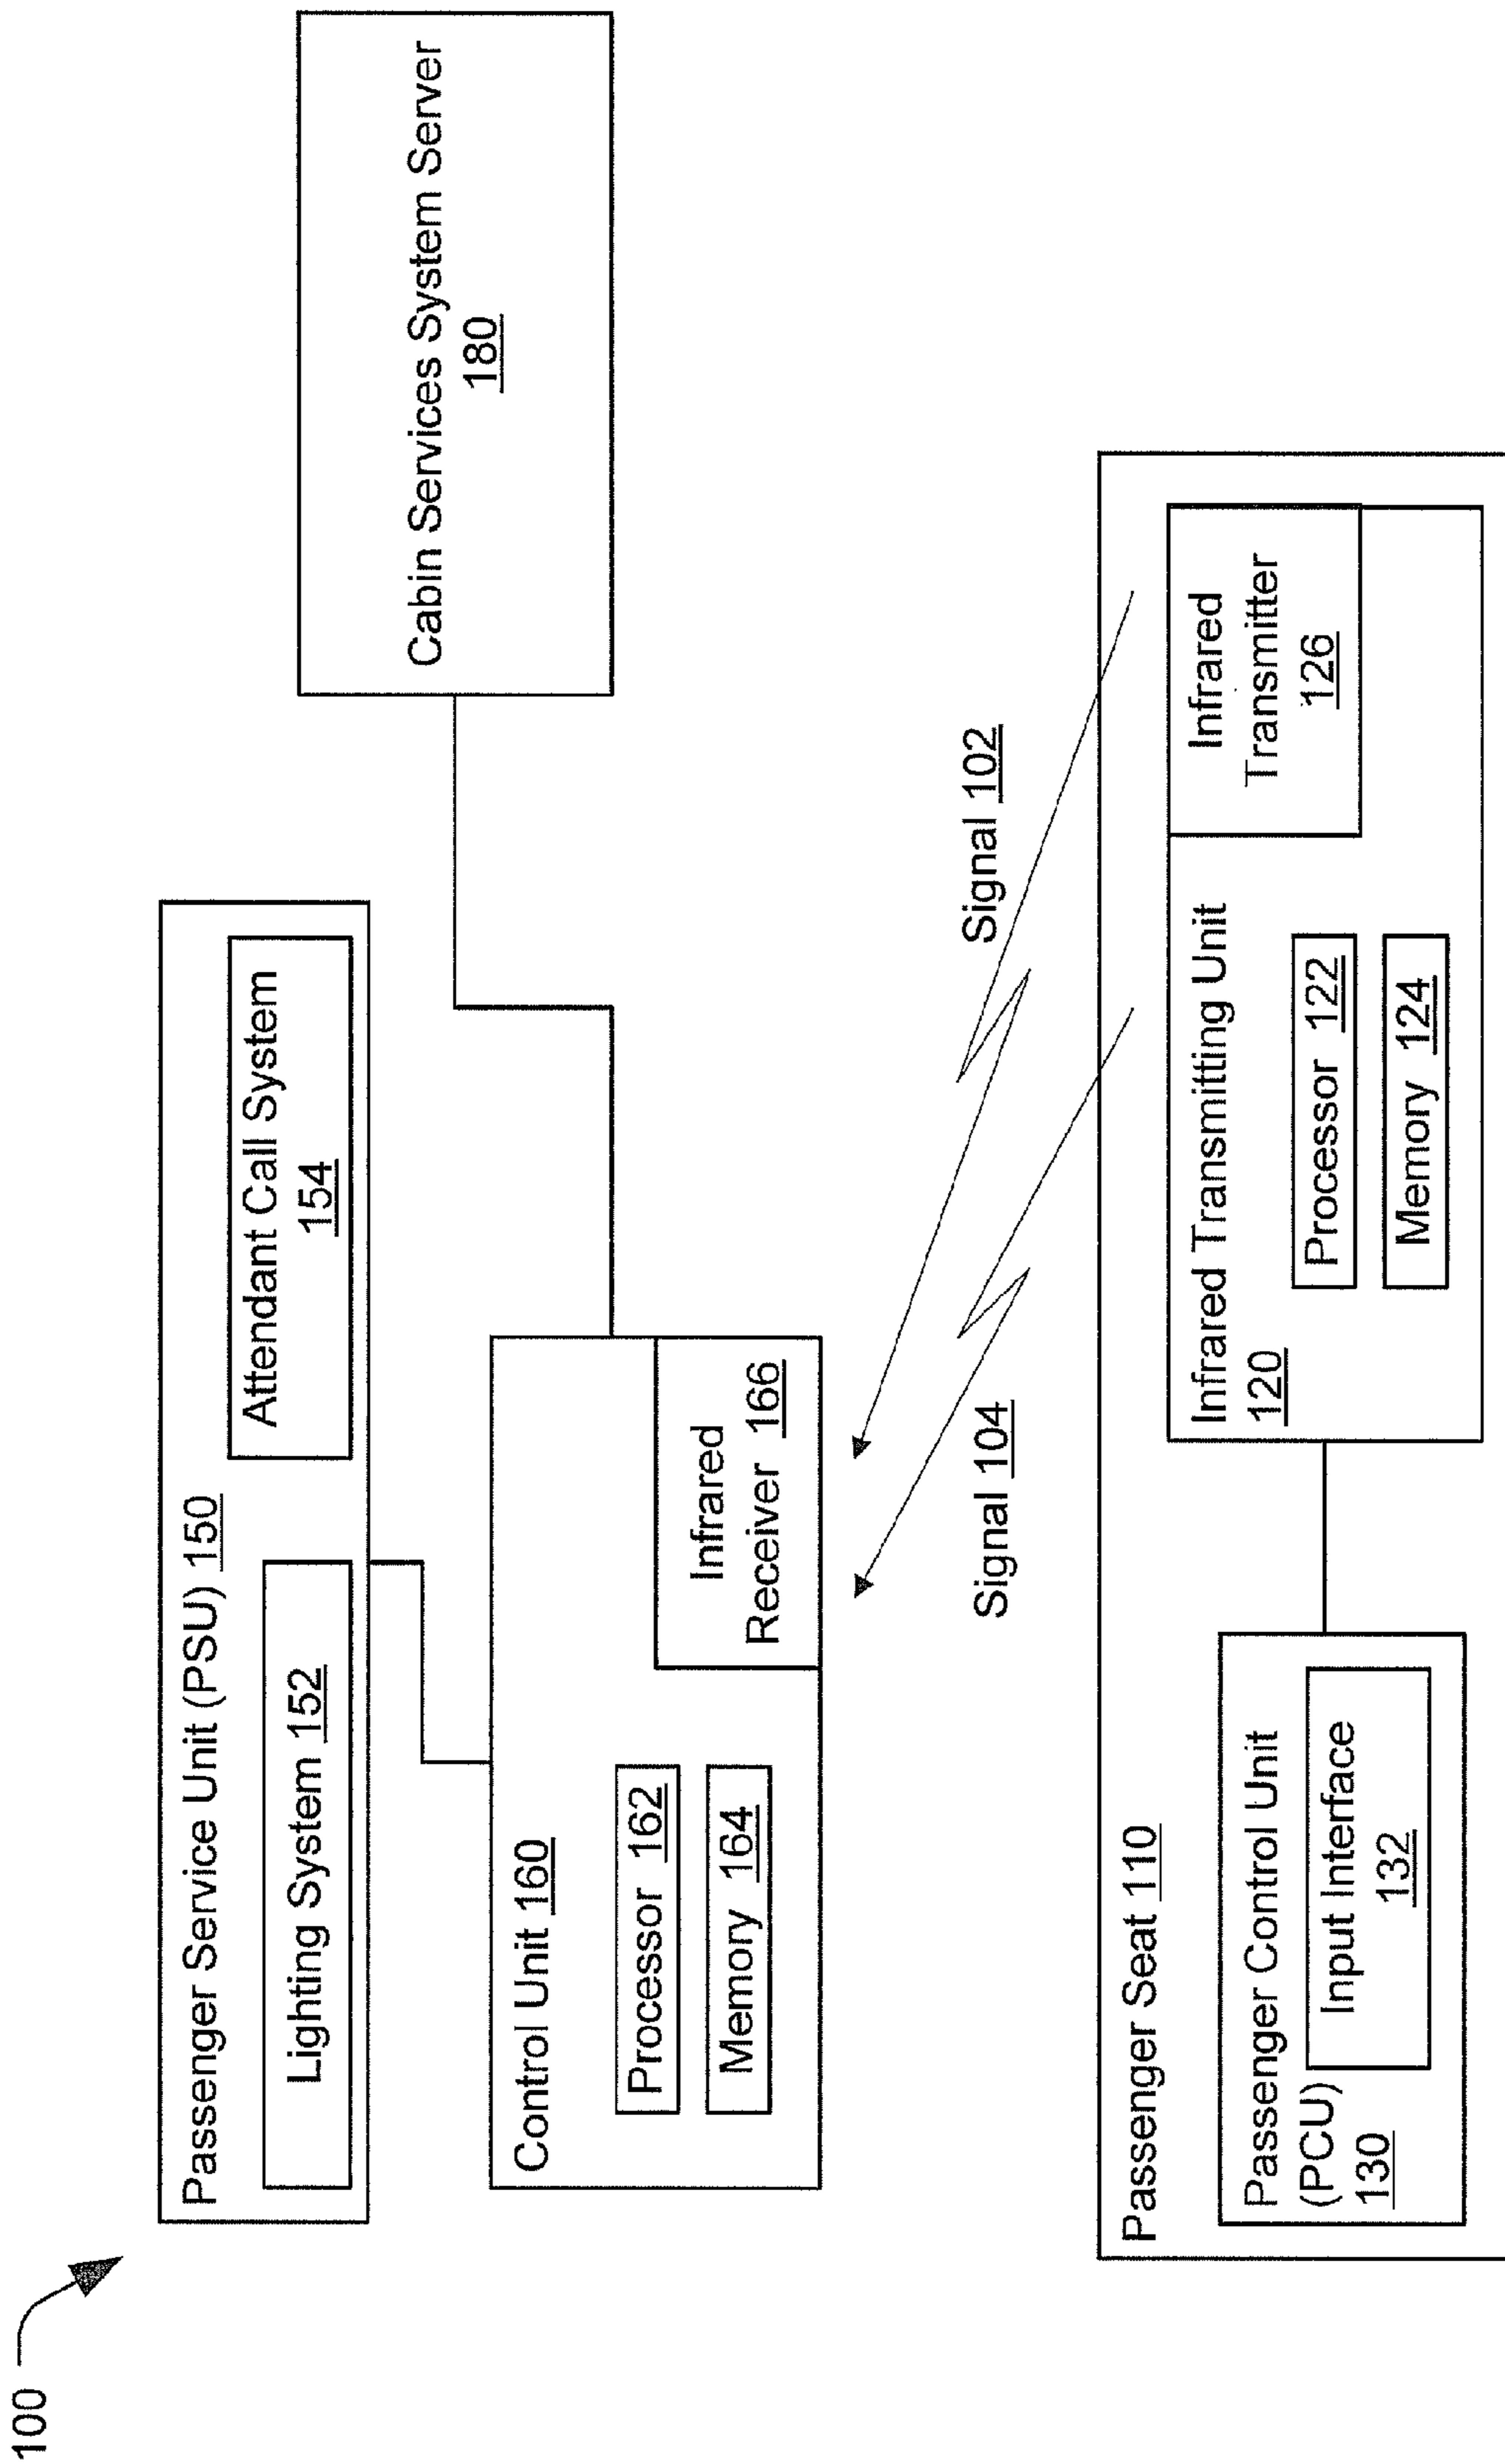 100
Passenger Service Unit (PSU) 150
Lighting System 152
Attendant Call System
154
Cabin Services System Server
180
Control Unit 160
Processor 162
Memory 164
Infrared
Receiver 166
Signal 102
Signal 104
Passenger Seat 110
Passenger Control Unit
(PCU)
130
Input Interface
132
Infrared Transmitting Unit
120
Processor 122
Memory 124
Infrared
Transmitter
126